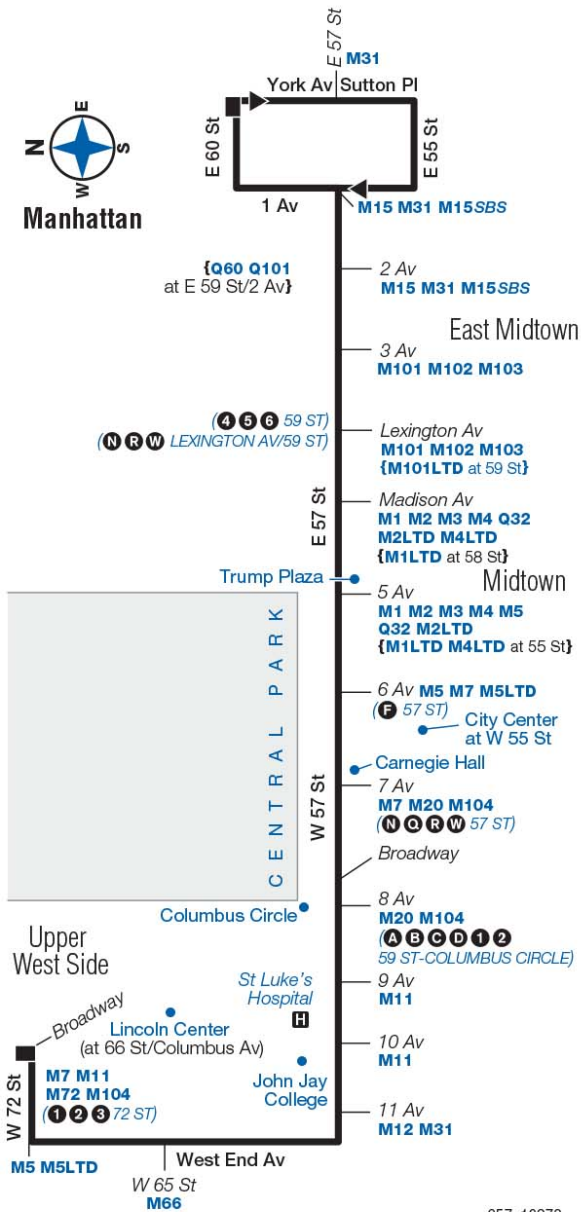 E 57 St
M31
York Av
Sutton Pl
N
E
S
W
Manhattan
E 60 St
E 55 St
1 Av
M15 M31 M15SBS
{Q60 Q101
at E 59 St/2 Av}
2 Av
M15 M31 M15SBS
East Midtown
3 Av
M101 M102 M103
(4 5 6 59 ST)
(N R W LEXINGTON AV/59 ST)
Lexington Av
M101 M102 M103
{M101LTD at 59 St}
E 57 St
Madison Av
M1 M2 M3 M4 Q32
M2LTD M4LTD
{M1LTD at 58 St}
Trump Plaza
Midtown
5 Av
M1 M2 M3 M4 M5
Q32 M2LTD
{M1LTD M4LTD at 55 St}
CENTRAL PARK
6 Av M5 M7 M5LTD
(F 57 ST)
City Center
at W 55 St
Carnegie Hall
W 57 St
7 Av
M7 M20 M104
(N Q R W 57 ST)
Broadway
8 Av
M20 M104
(A B C D 1 2
59 ST-COLUMBUS CIRCLE)
Columbus Circle
Upper
West Side
St Luke's
Hospital
H
9 Av
M11
Broadway
Lincoln Center
(at 66 St/Columbus Av)
10 Av
M11
John Jay
College
W 72 St
M7 M11
M72 M104
(1 2 3 72 ST)
11 Av
M12 M31
M5 M5LTD
West End Av
W 65 St
M66